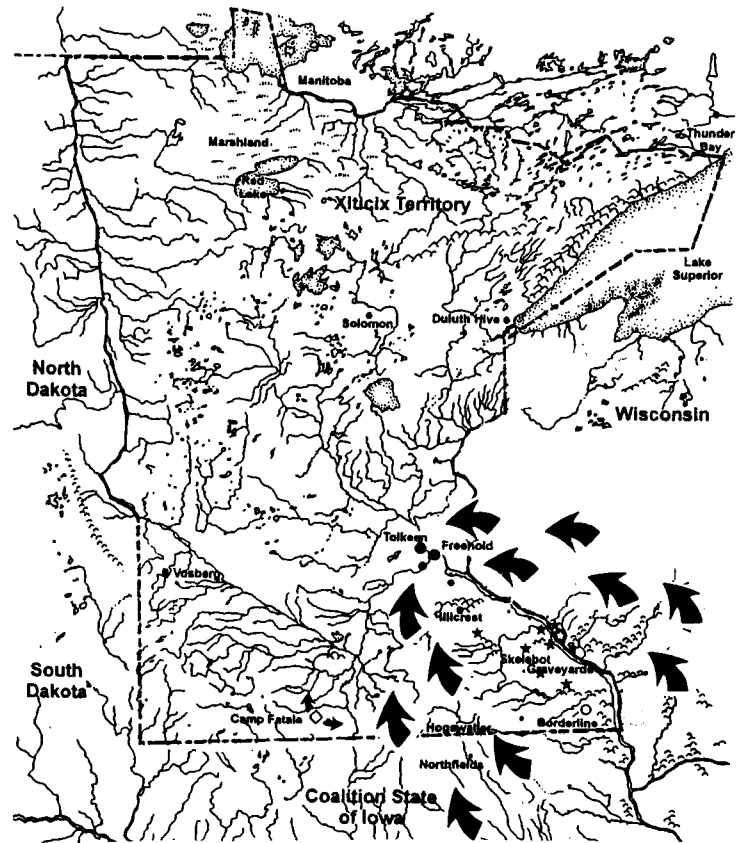 Manitoba
Thunder
Bay
Marshland
Red
Lake
Xiticix Territory
Lake
Superior
Solomon
Duluth Hive
North
Dakota
Wisconsin
Tolkeen
Freehold
Vosberg
Hillcrest
Skelebot
Graveyards
South
Dakota
Camp Fatala
Borderline
Hogswaller
Northfields
Coalition State
of Iowa